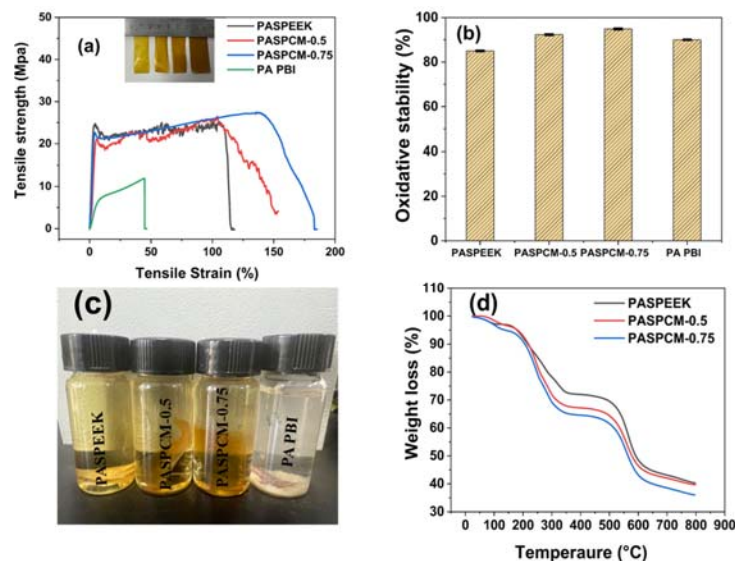 (a)
PASPEEK
PASPCM-0.5
PASPCM-0.75
PA PBI
Tensile strength (Mpa)
50
40
30
20
10
0
0 50 100 150 200
Tensile Strain (%)
(b)
Oxidative stability (%)
100
80
60
40
20
0
PASPEEK PASPCM-0.5 PASPCM-0.75 PA PBI
(c)
PASPEEK
PASPCM-0.5
PASPCM-0.75
PA PBI
(d)
PASPEEK
PASPCM-0.5
PASPCM-0.75
Weight loss (%)
110
100
90
80
70
60
50
40
30
0 100 200 300 400 500 600 700 800 900
Temperaure (°C)